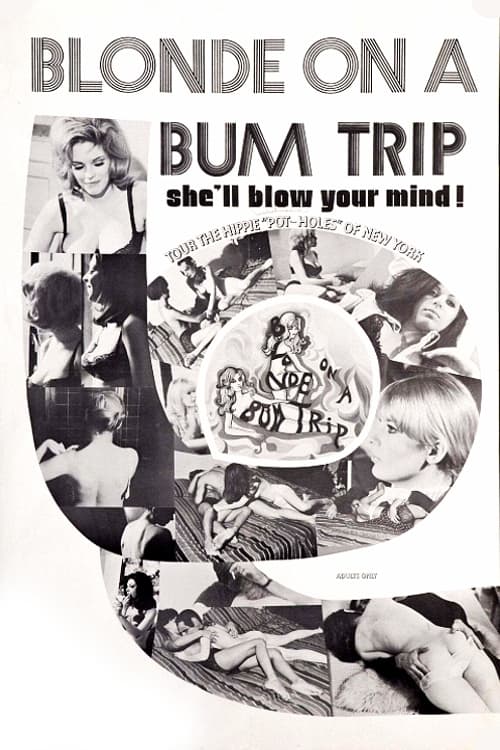 BLONDE ON A
BUM TRIP
she'll blow your mind!
TOUR THE HIPPIE "POT-HOLES" OF NEW YORK
BLONDE
ON A
BUM TRIP
ADULTS ONLY